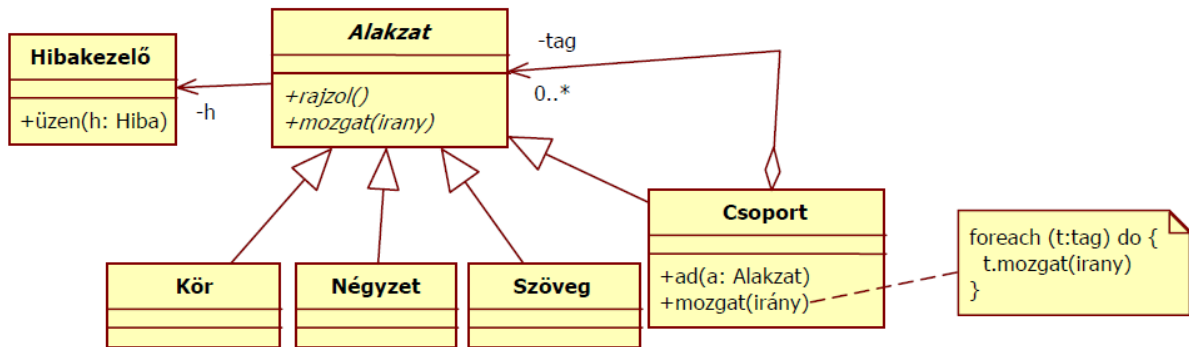 Hibakezelő
+üzen(h: Hiba)
-h
Alakzat
+rajzol()
+mozgat(irany)
-tag
0..*
Kör
Négyzet
Szöveg
Csoport
+ad(a: Alakzat)
+mozgat(irány)
foreach (t:tag) do {
t.mozgat(irany)
}